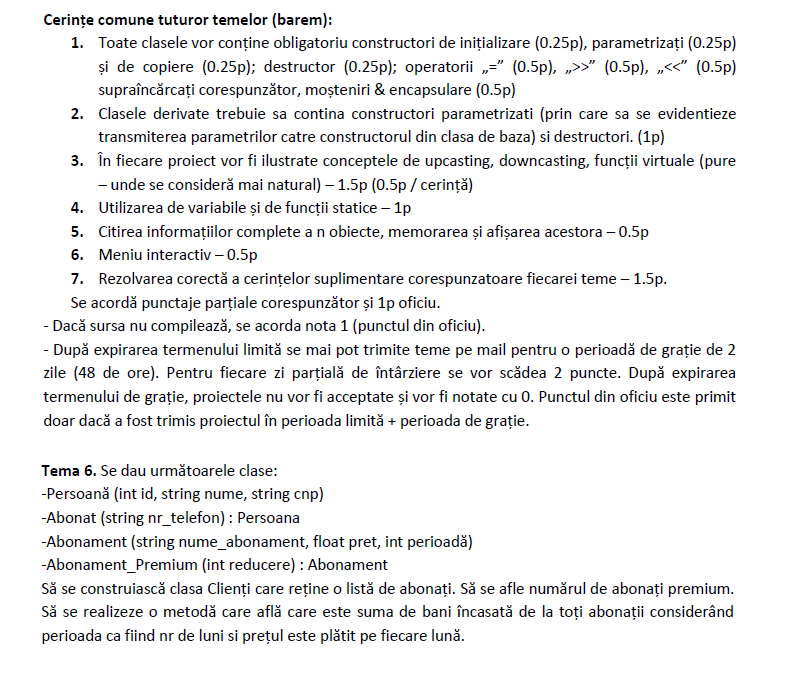 Cerințe comune tuturor temelor (barem):
1. Toate clasele vor conține obligatoriu constructori de inițializare (0.25p), parametrizați (0.25p)
și de copiere (0.25p); destructor (0.25p); operatorii „=” (0.5p), „>>” (0.5p), „<<” (0.5p)
supraîncărcați corespunzător, moșteniri & encapsulare (0.5p)
2. Clasele derivate trebuie sa contina constructori parametrizati (prin care sa se evidentieze
transmiterea parametrilor catre constructorul din clasa de baza) si destructori. (1p)
3. În fiecare proiect vor fi ilustrate conceptele de upcasting, downcasting, funcții virtuale (pure
– unde se consideră mai natural) – 1.5p (0.5p / cerință)
4. Utilizarea de variabile și de funcții statice – 1p
5. Citirea informațiilor complete a n obiecte, memorarea și afișarea acestora – 0.5p
6. Meniu interactiv – 0.5p
7. Rezolvarea corectă a cerințelor suplimentare corespunzatoare fiecarei teme – 1.5p.
Se acordă punctaje parțiale corespunzător și 1p oficiu.
- Dacă sursa nu compilează, se acorda nota 1 (punctul din oficiu).
- După expirarea termenului limită se mai pot trimite teme pe mail pentru o perioadă de grație de 2
zile (48 de ore). Pentru fiecare zi parțială de întârziere se vor scădea 2 puncte. După expirarea
termenului de grație, proiectele nu vor fi acceptate și vor fi notate cu 0. Punctul din oficiu este primit
doar dacă a fost trimis proiectul în perioada limită + perioada de grație.
Tema 6. Se dau următoarele clase:
-Persoană (int id, string nume, string cnp)
-Abonat (string nr_telefon) : Persoana
-Abonament (string nume_abonament, float pret, int perioadă)
-Abonament_Premium (int reducere) : Abonament
Să se construiască clasa Clienți care reține o listă de abonați. Să se afle numărul de abonați premium.
Să se realizeze o metodă care află care este suma de bani încasată de la toți abonații considerând
perioada ca fiind nr de luni si prețul este plătit pe fiecare lună.